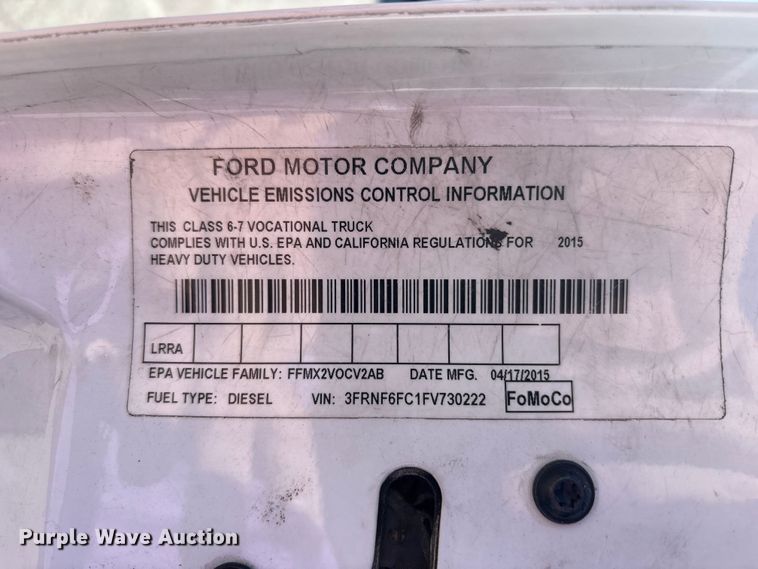 FORD MOTOR COMPANY
VEHICLE EMISSIONS CONTROL INFORMATION
THIS CLASS 6-7 VOCATIONAL TRUCK
COMPLIES WITH U.S. EPA AND CALIFORNIA REGULATIONS FOR 2015
HEAVY DUTY VEHICLES.
LRRA
EPA VEHICLE FAMILY: FFMX2VOCV2AB DATE MFG. 04/17/2015
FUEL TYPE: DIESEL VIN: 3FRNF6FC1FV730222 FoMoCo
Purple Wave Auction